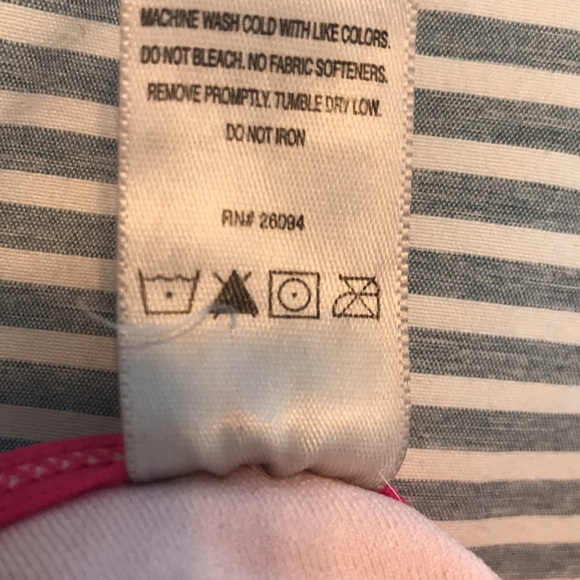 MACHINE WASH COLD WITH LIKE COLORS.
DO NOT BLEACH. NO FABRIC SOFTENERS.
REMOVE PROMPTLY. TUMBLE DRY LOW.
DO NOT IRON
RN# 26094